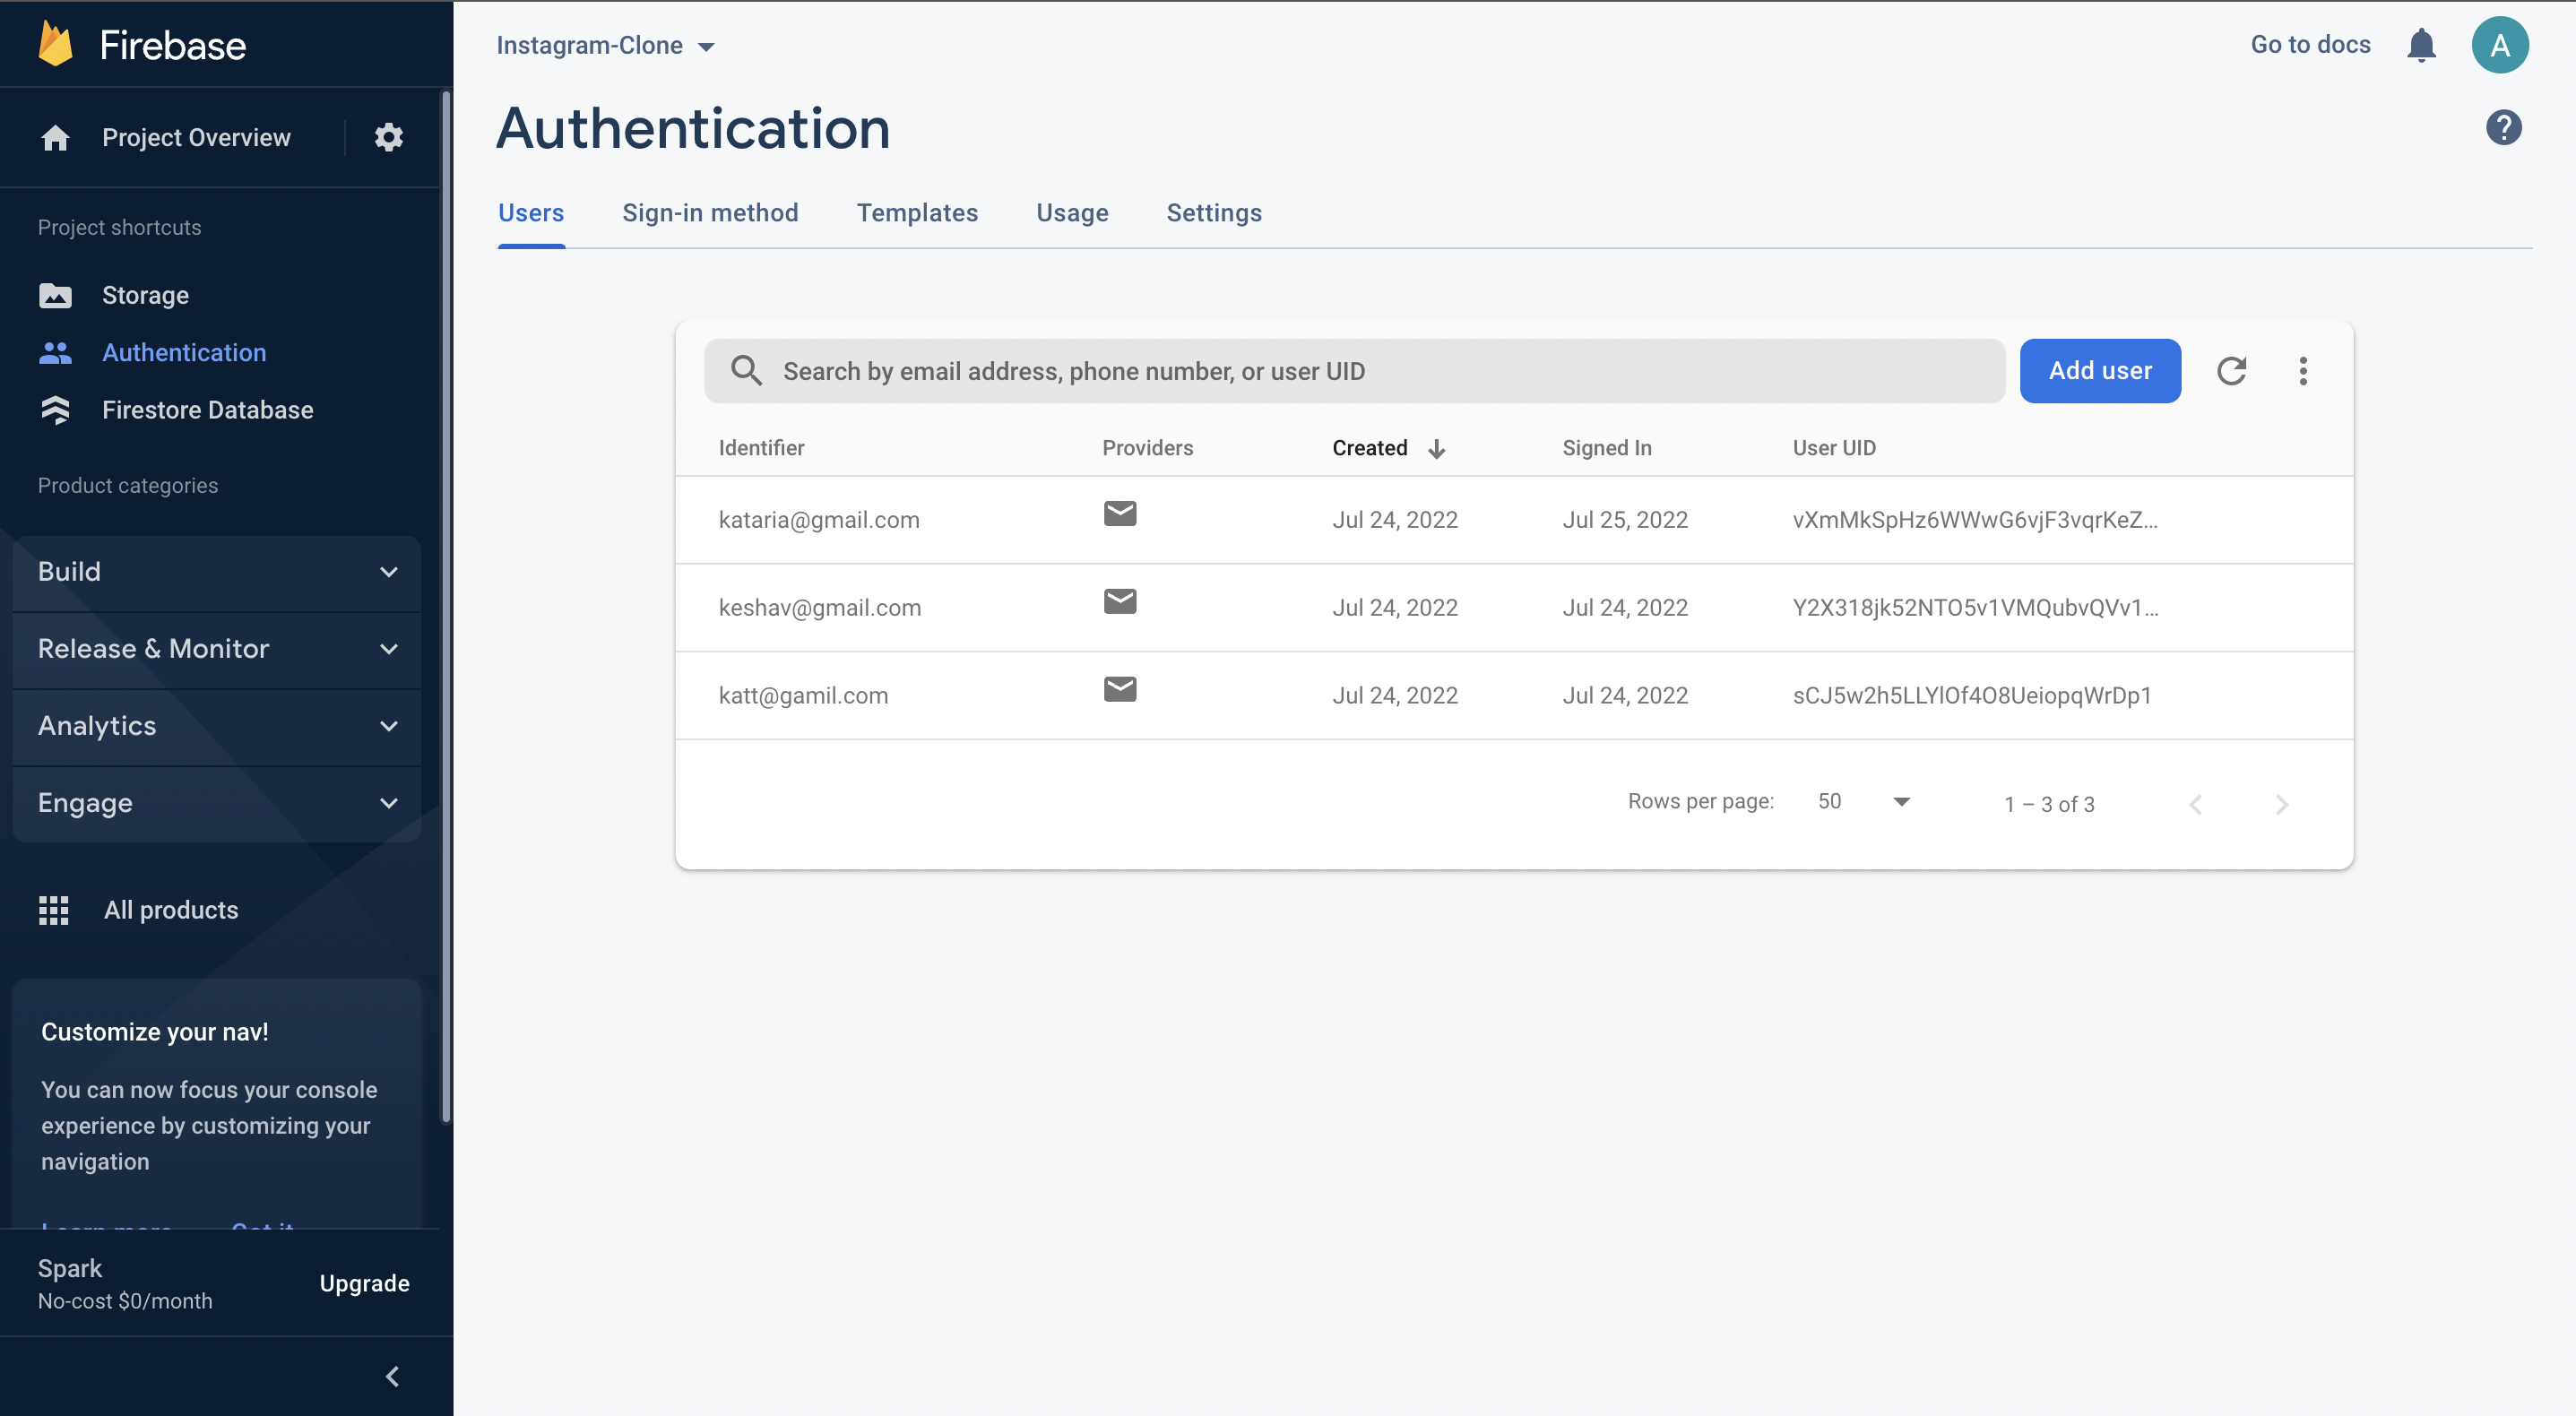 Firebase
Project Overview
Project shortcuts
Storage
Authentication
Firestore Database
Product categories
Build
Release & Monitor
Analytics
Engage
All products
Customize your nav!
You can now focus your console
experience by customizing your
navigation
Learn more Got it
Spark
No-cost $0/month
Upgrade
Instagram-Clone
Go to docs
A
Authentication
Users Sign-in method Templates Usage Settings
Search by email address, phone number, or user UID
Add user
Identifier Providers Created Signed In User UID
kataria@gmail.com Jul 24, 2022 Jul 25, 2022 vXmMkSpHz6WWwG6vjF3vqrKeZ...
keshav@gmail.com Jul 24, 2022 Jul 24, 2022 Y2X318jk52NTO5v1VMQubvQVv1...
katt@gamil.com Jul 24, 2022 Jul 24, 2022 sCJ5w2h5LLYlOf4O8UeiopqWrDp1
Rows per page: 50 1 – 3 of 3